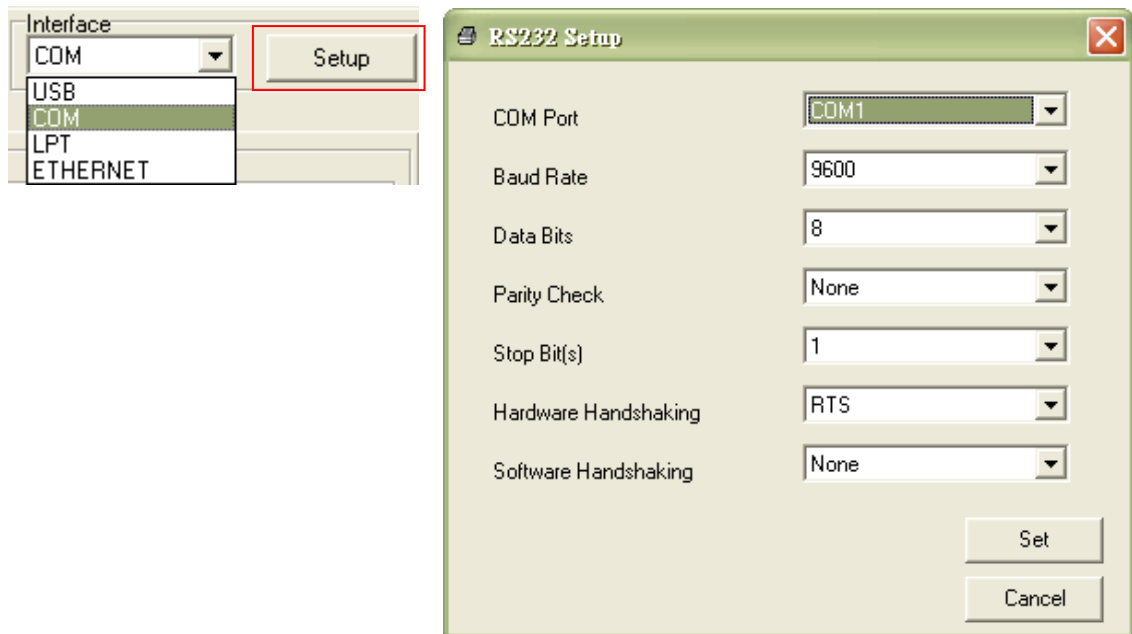 Interface
COM
Setup
USB
COM
LPT
ETHERNET
RS232 Setup
COM Port COM1
Baud Rate 9600
Data Bits 8
Parity Check None
Stop Bit(s) 1
Hardware Handshaking RTS
Software Handshaking None
Set
Cancel